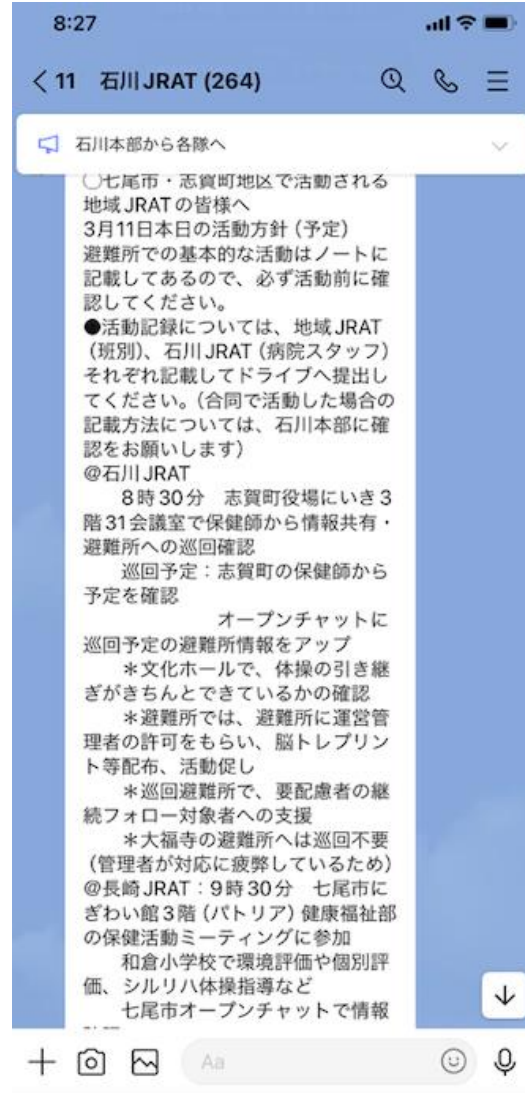 8:27
11 石川JRAT (264)
石川本部から各隊へ
○七尾市・志賀町地区で活動される
地域JRATの皆様へ
3月11日本日の活動方針(予定)
避難所での基本的な活動はノートに
記載してあるので、必ず活動前に確
認してください。
●活動記録については、地域JRAT
(班別)、石川JRAT(病院スタッフ)
それぞれ記載してドライブへ提出し
てください。(合同で活動した場合の
記載方法については、石川本部に確
認をお願いします)
@石川JRAT
8時30分 志賀町役場にいき3
階31会議室で保健師から情報共有・
避難所への巡回確認
巡回予定:志賀町の保健師から
予定を確認
オープンチャットに
巡回予定の避難所情報をアップ
*文化ホールで、体操の引き継
ぎがきちんとできているかの確認
*避難所では、避難所に運営管
理者の許可をもらい、脳トレプリン
ト等配布、活動促し
*巡回避難所で、要配慮者の継
続フォロー対象者への支援
*大福寺の避難所へは巡回不要
(管理者が対応に疲弊しているため)
@長崎JRAT:9時30分 七尾市に
ぎわい館3階(パトリア)健康福祉部
の保健活動ミーティングに参加
和倉小学校で環境評価や個別評
価、シルリハ体操指導など
七尾市オープンチャットで情報
Aa